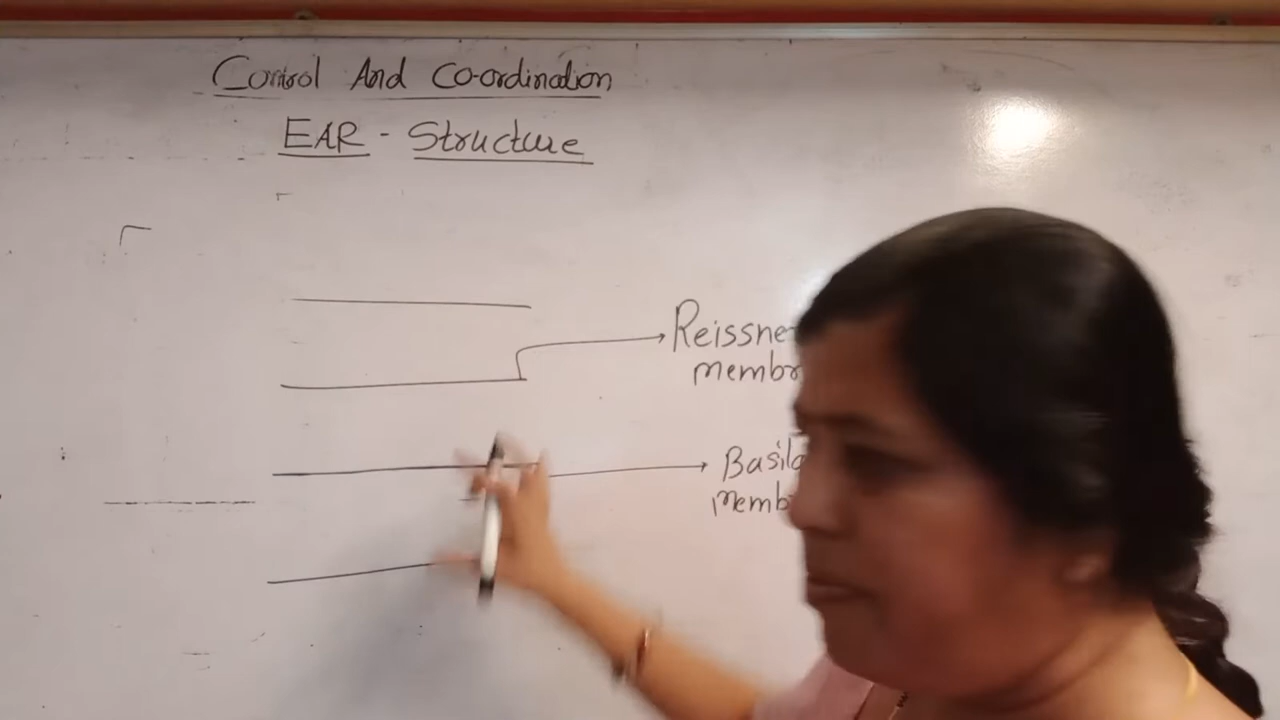 Control And Co-ordination
EAR - Structure
Reissne
membr
Basila
Memb